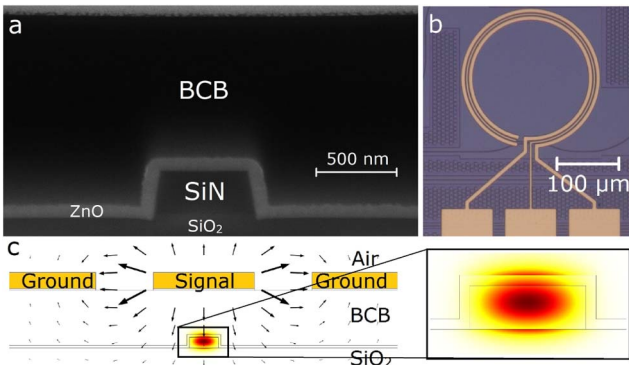 a
BCB
500 nm
SiN
ZnO
SiO₂
b
100 µm
c
Air
Ground Signal Ground
BCB
SiO₂